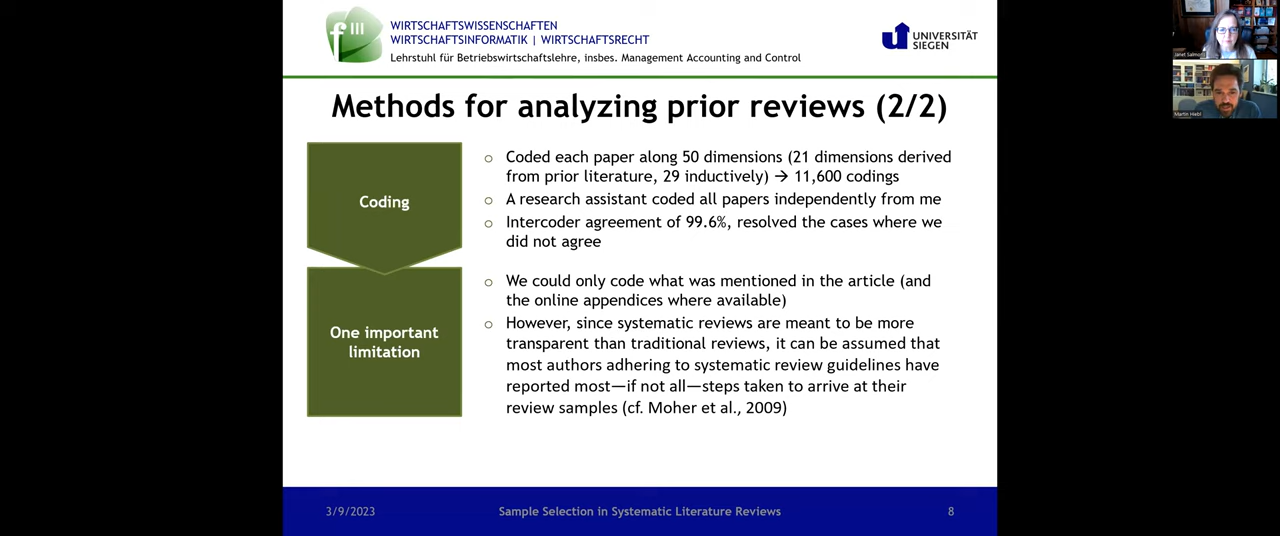 f III
WIRTSCHAFTSWISSENSCHAFTEN
WIRTSCHAFTSINFORMATIK | WIRTSCHAFTSRECHT
Lehrstuhl für Betriebswirtschaftslehre, insbes. Management Accounting and Control
UNIVERSITÄT
SIEGEN
Janet Salmons
Martin Hiebl
Methods for analyzing prior reviews (2/2)
Coding
o Coded each paper along 50 dimensions (21 dimensions derived
from prior literature, 29 inductively) → 11,600 codings
o A research assistant coded all papers independently from me
o Intercoder agreement of 99.6%, resolved the cases where we
did not agree
One important
limitation
o We could only code what was mentioned in the article (and
the online appendices where available)
o However, since systematic reviews are meant to be more
transparent than traditional reviews, it can be assumed that
most authors adhering to systematic review guidelines have
reported most—if not all—steps taken to arrive at their
review samples (cf. Moher et al., 2009)
3/9/2023
Sample Selection in Systematic Literature Reviews
8